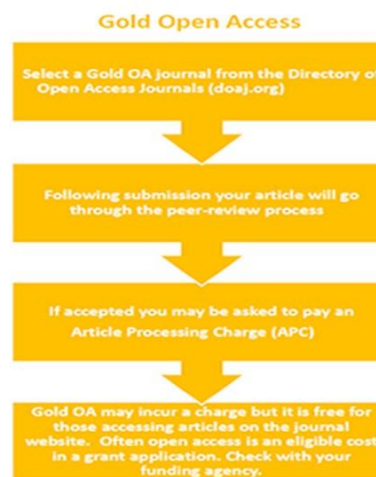 Gold Open Access
Select a Gold OA journal from the Directory of
Open Access Journals (doaj.org)
Following submission your article will go
through the peer-review process
If accepted you may be asked to pay an
Article Processing Charge (APC)
Gold OA may incur a charge but it is free for
those accessing articles on the journal
website. Often open access is an eligible cost
in a grant application. Check with your
funding agency.